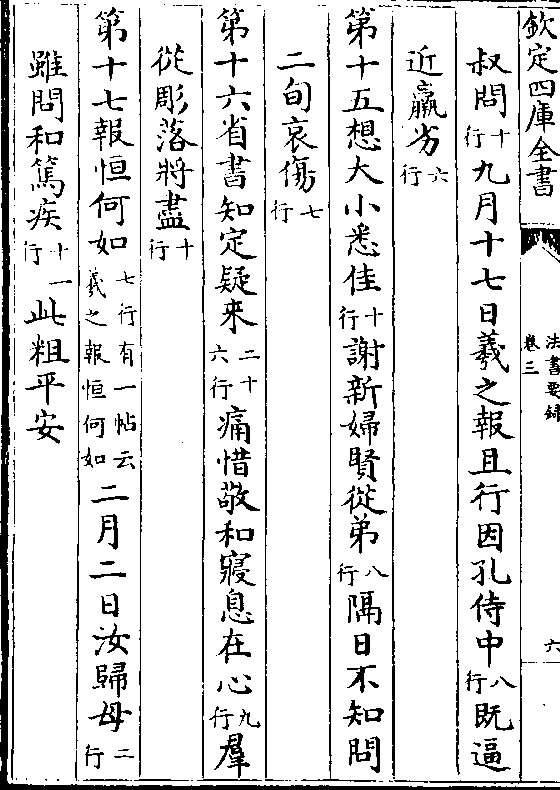 欽定四庫全書
法書要録
卷三
六
叔問十行九月十七日羲之報且行因孔侍中八行既逼
近羸劣六行
第十五想大小悉佳十行謝新婦賢從弟八行隔日不知問
二旬哀傷七行
第十六省書知定疑来二十六行痛惜敬和寢息在心九行羣
從彫落將盡十行
第十七報恒何如七行有一帖云羲之報恒何如二月二日汝歸母二行
雖問和篤疾十一行此粗平安